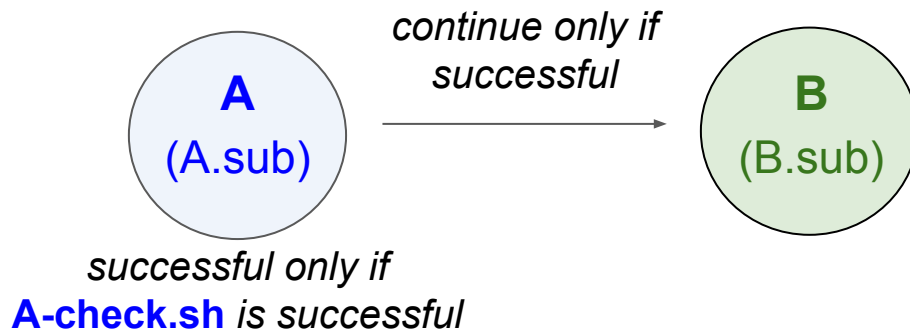 continue only if
successful
A
(A.sub)
B
(B.sub)
successful only if
A-check.sh is successful